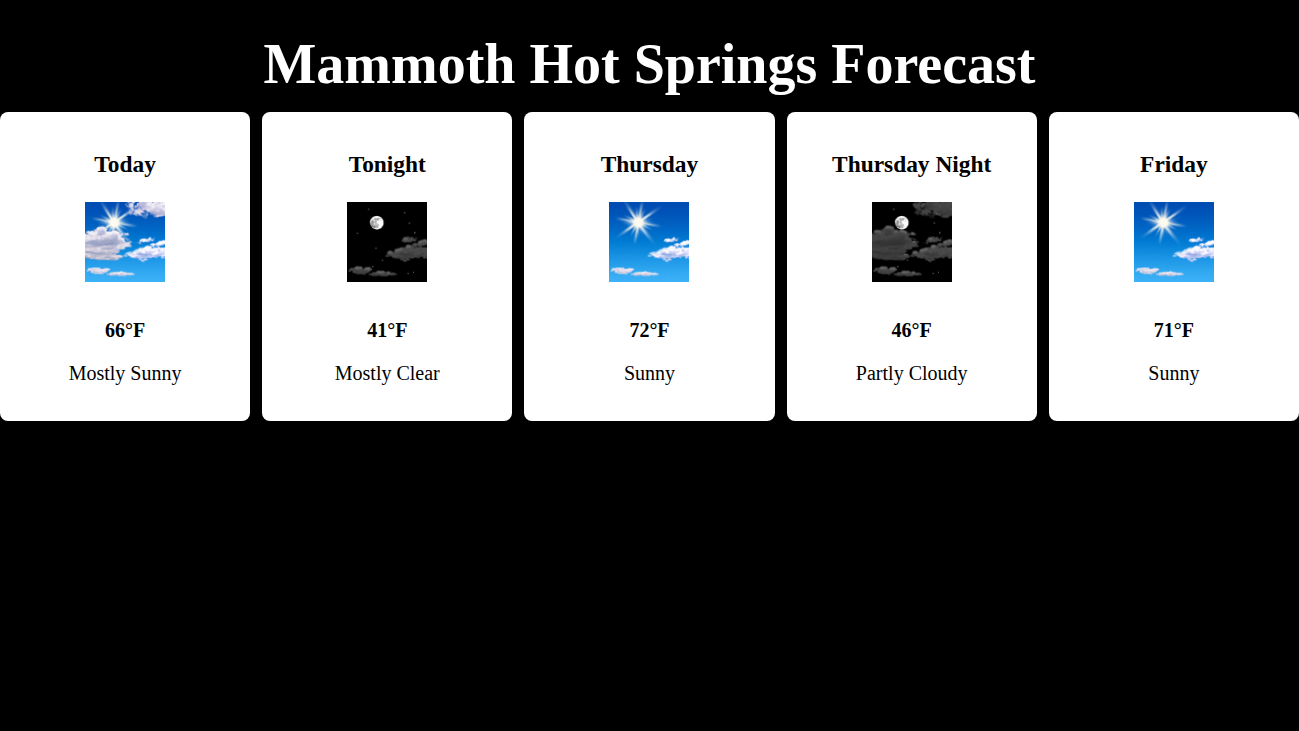 Mammoth Hot Springs Forecast
Today
66°F
Mostly Sunny
Tonight
41°F
Mostly Clear
Thursday
72°F
Sunny
Thursday Night
46°F
Partly Cloudy
Friday
71°F
Sunny